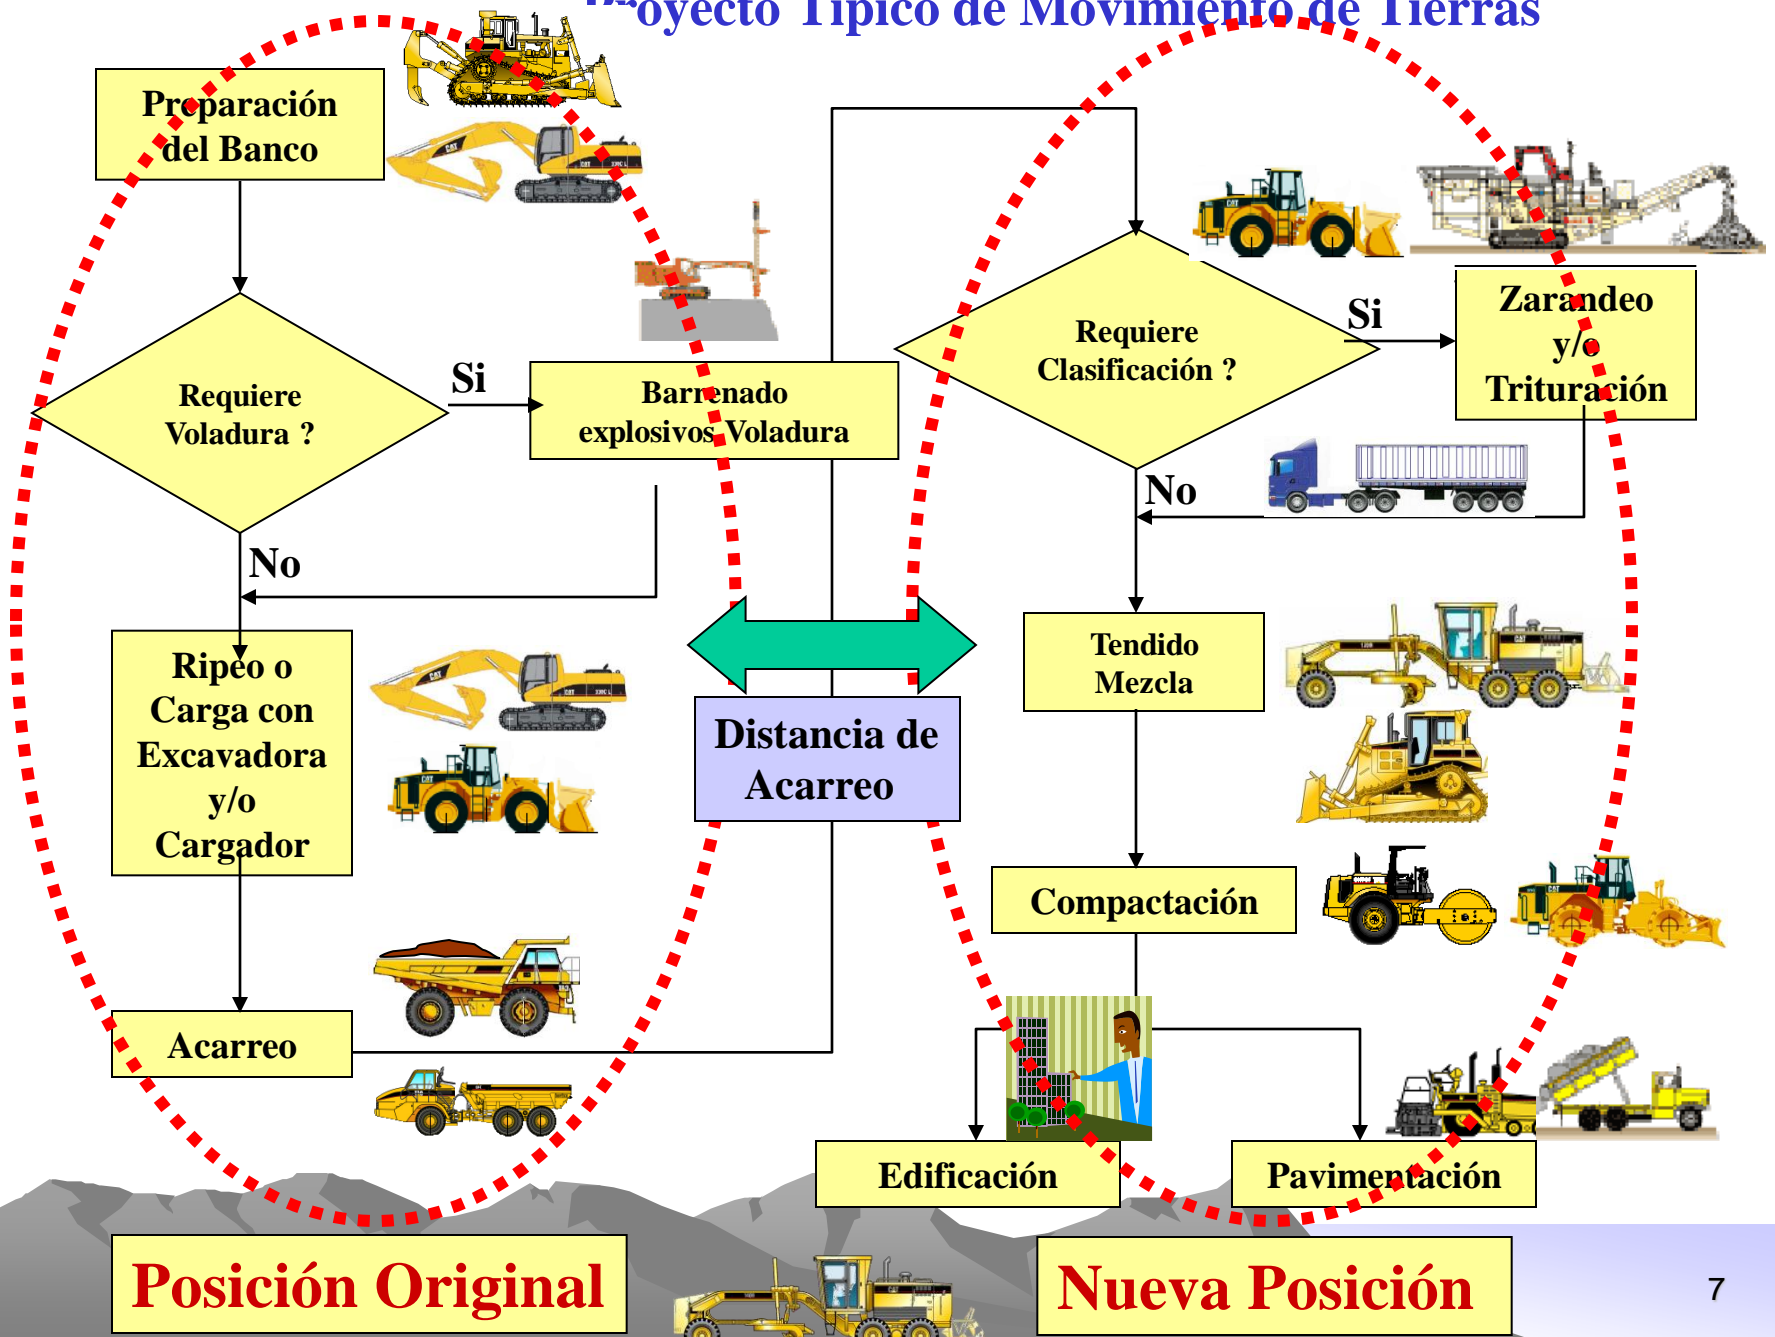 Proyecto Típico de Movimiento de Tierras
Preparación
del Banco
Requiere
Voladura ?
Si
Barrenado
explosivos Voladura
No
Ripeo o
Carga con
Excavadora
y/o
Cargador
Acarreo
Distancia de
Acarreo
Requiere
Clasificación ?
Si
Zarandeo
y/o
Trituración
No
Tendido
Mezcla
Compactación
Edificación
Pavimentación
Posición Original
Nueva Posición
7